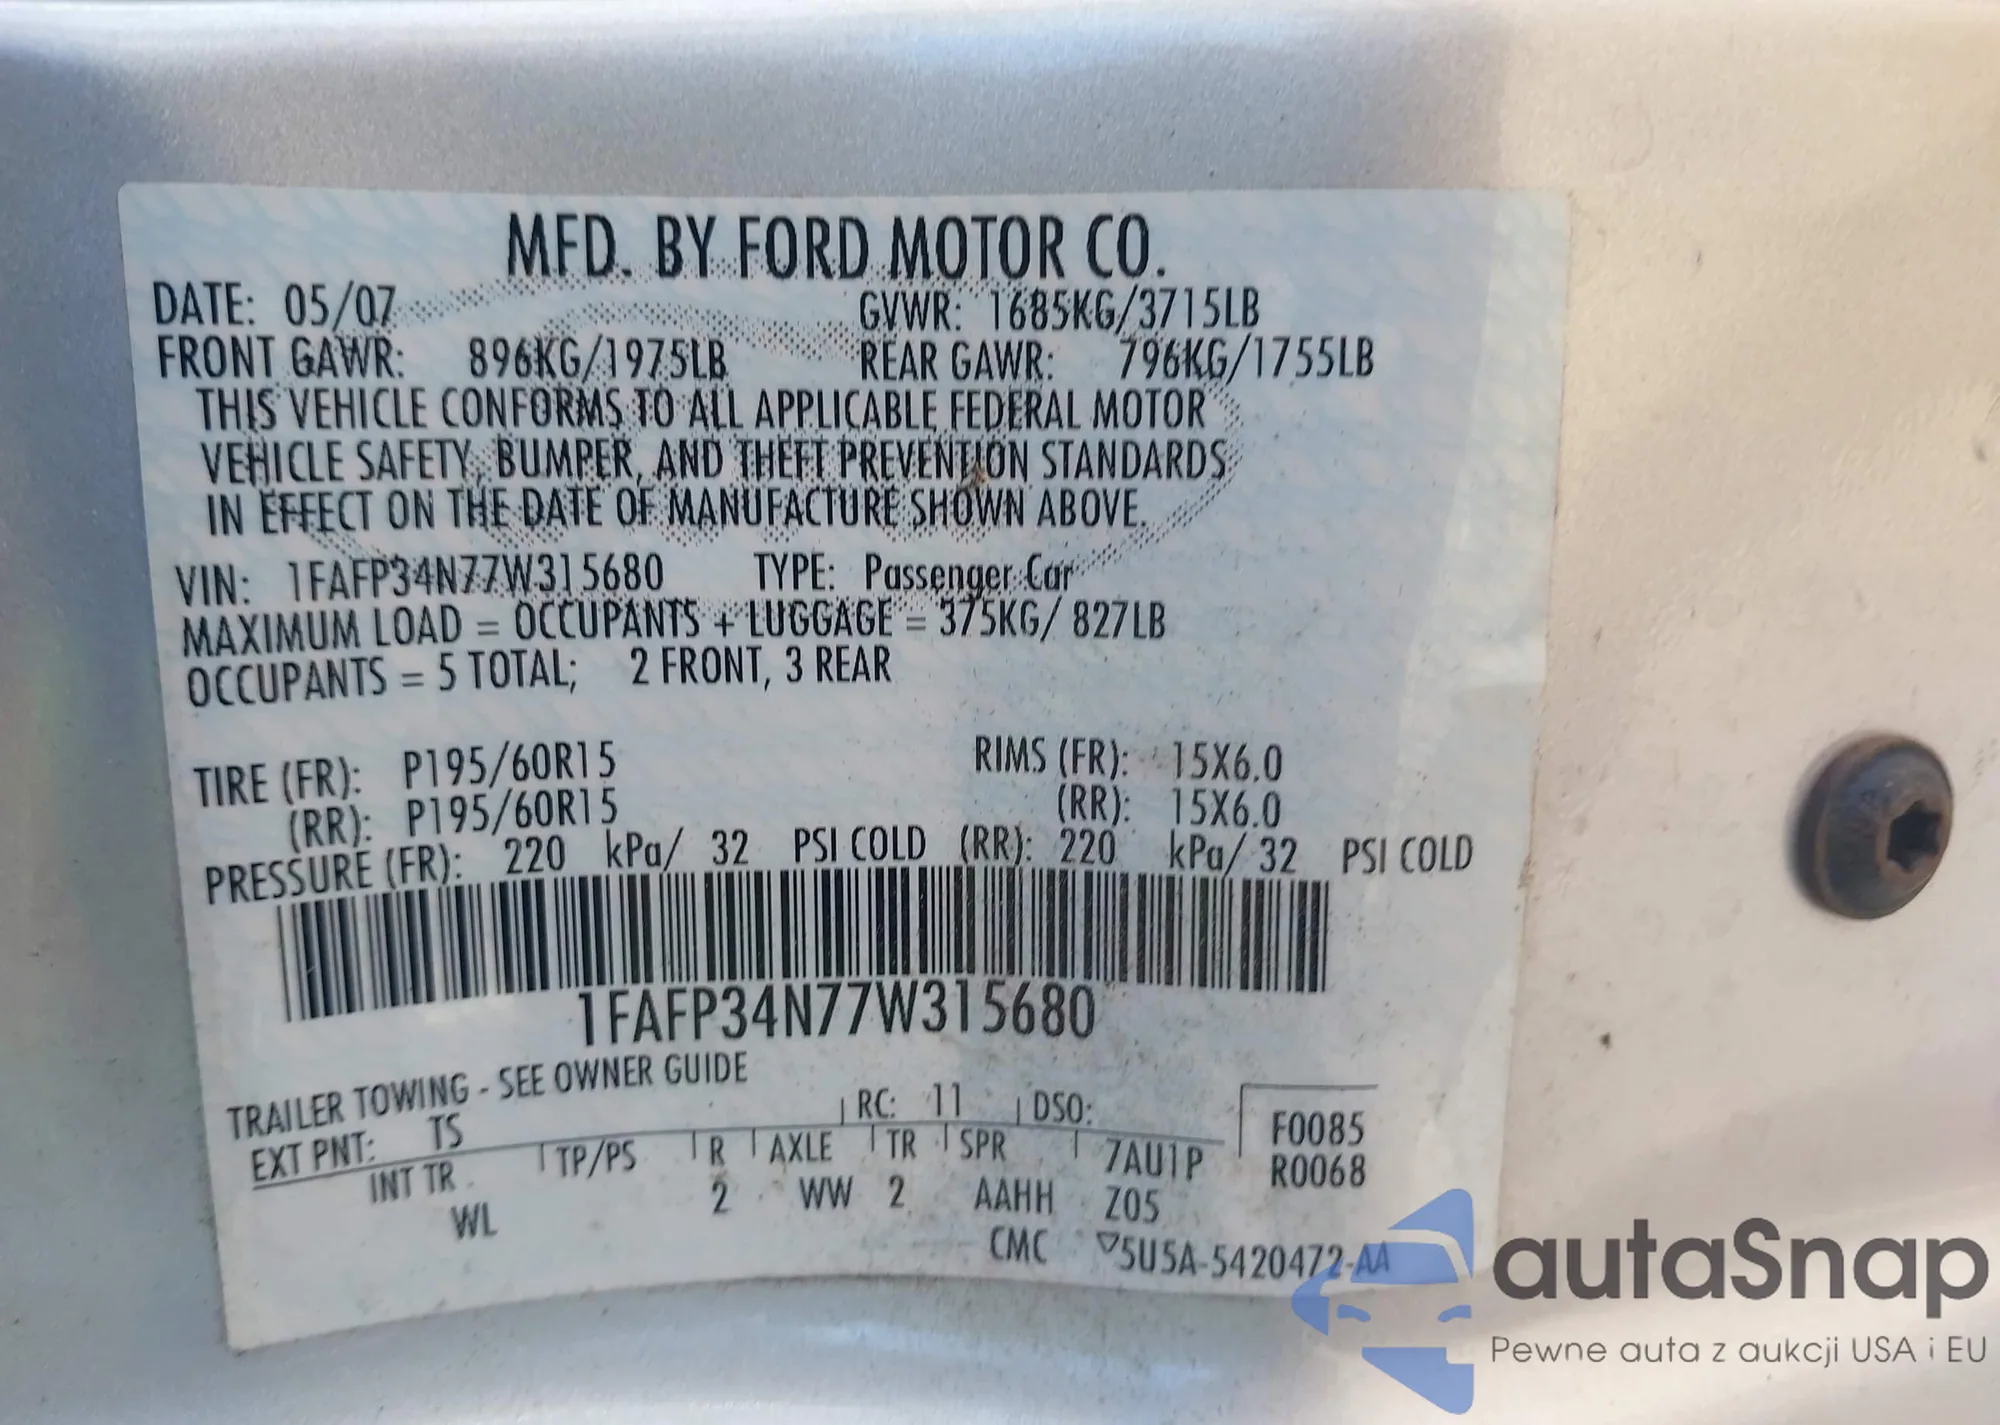 MFD. BY FORD MOTOR CO.
DATE: 05/07 GVWR: 1685KG/3715LB
FRONT GAWR: 896KG/1975LB REAR GAWR: 796KG/1755LB
THIS VEHICLE CONFORMS TO ALL APPLICABLE FEDERAL MOTOR
VEHICLE SAFETY, BUMPER, AND THEFT PREVENTION STANDARDS
IN EFFECT ON THE DATE OF MANUFACTURE SHOWN ABOVE.
VIN: 1FAFP34N77W315680 TYPE: Passenger Car
MAXIMUM LOAD = OCCUPANTS + LUGGAGE = 375KG/ 827LB
OCCUPANTS = 5 TOTAL; 2 FRONT, 3 REAR
TIRE (FR): P195/60R15 RIMS (FR): 15X6.0
(RR): P195/60R15 (RR): 15X6.0
PRESSURE (FR): 220 kPa/ 32 PSI COLD (RR): 220 kPa/ 32 PSI COLD
1FAFP34N77W315680
TRAILER TOWING - SEE OWNER GUIDE
EXT PNT: TS RC: 11 DSO: F0085
INT TR TP/PS R AXLE TR SPR 7AU1P R0068
WL 2 WW 2 AAHH Z05
CMC ▽5U5A-5420472-AA
autaSnap
Pewne auta z aukcji USA i EU